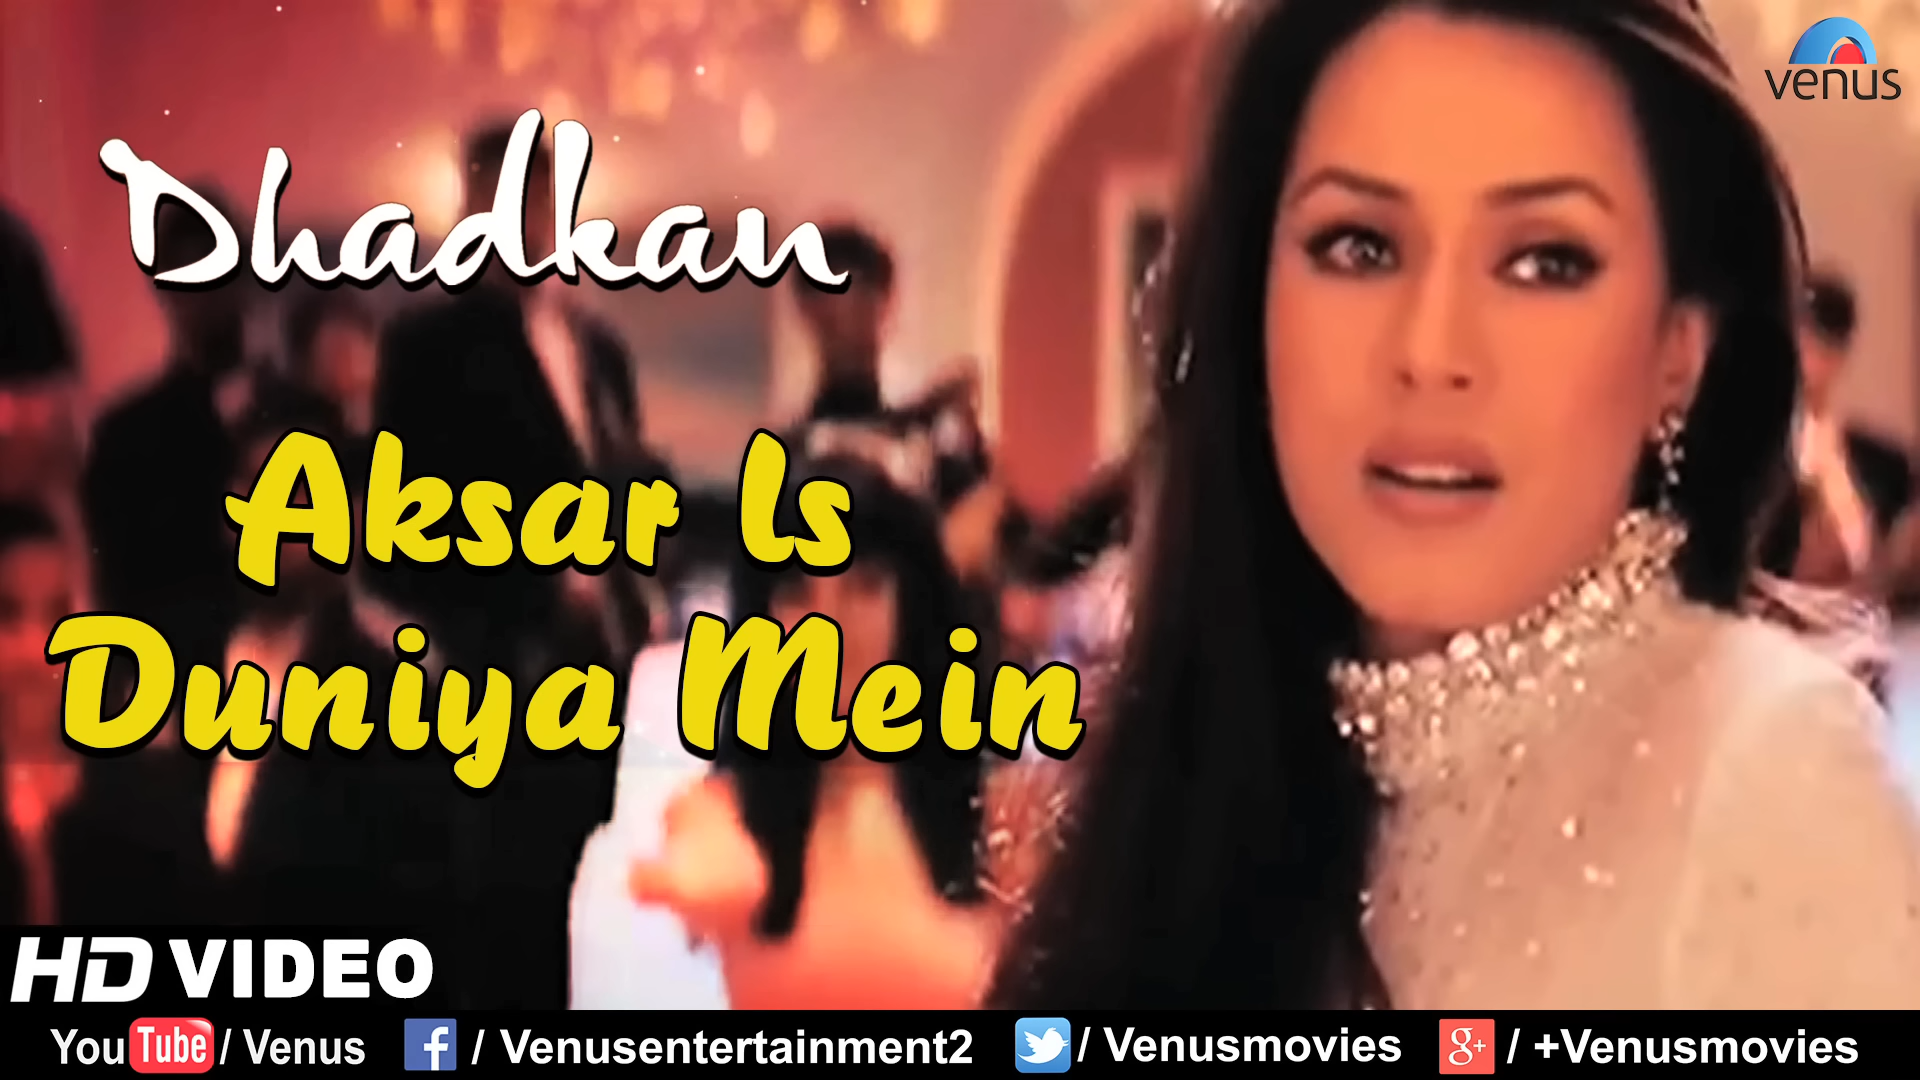 venus
Dhadkan
Aksar Is
Duniya Mein
HD VIDEO
YouTube / Venus f / Venusentertainment2 / Venusmovies g+ / +Venusmovies